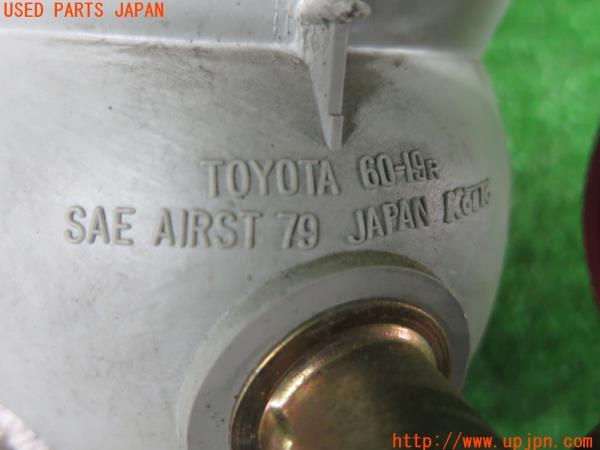 USED PARTS JAPAN
TOYOTA 60-19R
SAE AIRST 79 JAPAN KOITO
http://www.upjpn.com/